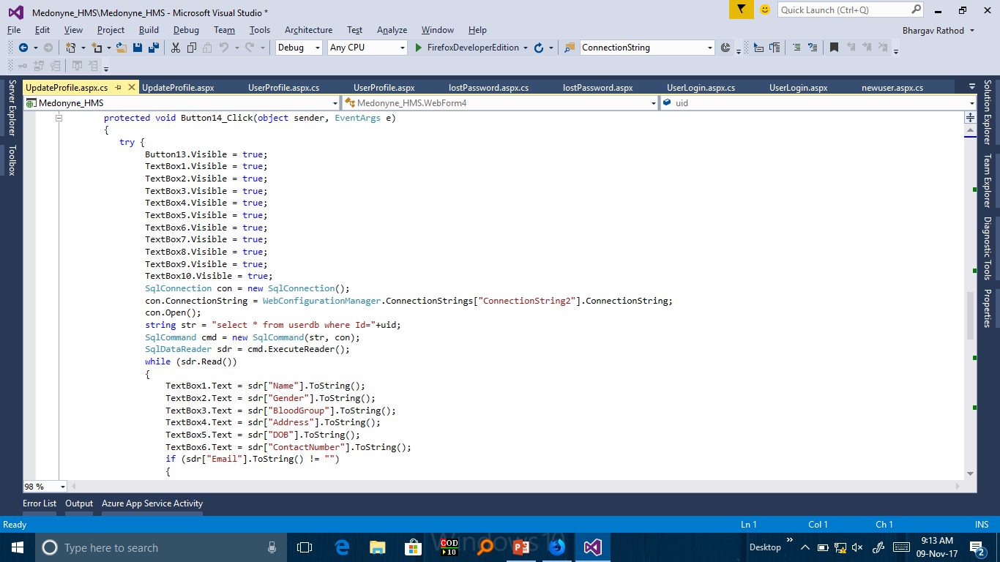 Medonyne_HMS\Medonyne_HMS - Microsoft Visual Studio *
Quick Launch (Ctrl+Q)
File Edit View Project Build Debug Team Tools Architecture Test Analyze Window Help
Bhargav Rathod
Debug Any CPU FirefoxDeveloperEdition ConnectionString
UpdateProfile.aspx.cs UpdateProfile.aspx UserProfile.aspx.cs UserProfile.aspx lostPassword.aspx.cs lostPassword.aspx UserLogin.aspx.cs UserLogin.aspx newuser.aspx.cs
Server Explorer
Toolbox
Medonyne_HMS Medonyne_HMS.WebForm4 uid
protected void Button14_Click(object sender, EventArgs e)
{
try {
Button13.Visible = true;
TextBox1.Visible = true;
TextBox2.Visible = true;
TextBox3.Visible = true;
TextBox4.Visible = true;
TextBox5.Visible = true;
TextBox6.Visible = true;
TextBox7.Visible = true;
TextBox8.Visible = true;
TextBox9.Visible = true;
TextBox10.Visible = true;
SqlConnection con = new SqlConnection();
con.ConnectionString = WebConfigurationManager.ConnectionStrings["ConnectionString2"].ConnectionString;
con.Open();
string str = "select * from userdb where Id="+uid;
SqlCommand cmd = new SqlCommand(str, con);
SqlDataReader sdr = cmd.ExecuteReader();
while (sdr.Read())
{
TextBox1.Text = sdr["Name"].ToString();
TextBox2.Text = sdr["Gender"].ToString();
TextBox3.Text = sdr["BloodGroup"].ToString();
TextBox4.Text = sdr["Address"].ToString();
TextBox5.Text = sdr["DOB"].ToString();
TextBox6.Text = sdr["ContactNumber"].ToString();
if (sdr["Email"].ToString() != "")
{
Solution Explorer
Team Explorer
Diagnostic Tools
Properties
98 %
Error List Output Azure App Service Activity
Ready Ln 1 Col 1 Ch 1 INS
Type here to search
COD
10
Windows 10
Desktop
9:13 AM
09-Nov-17
2